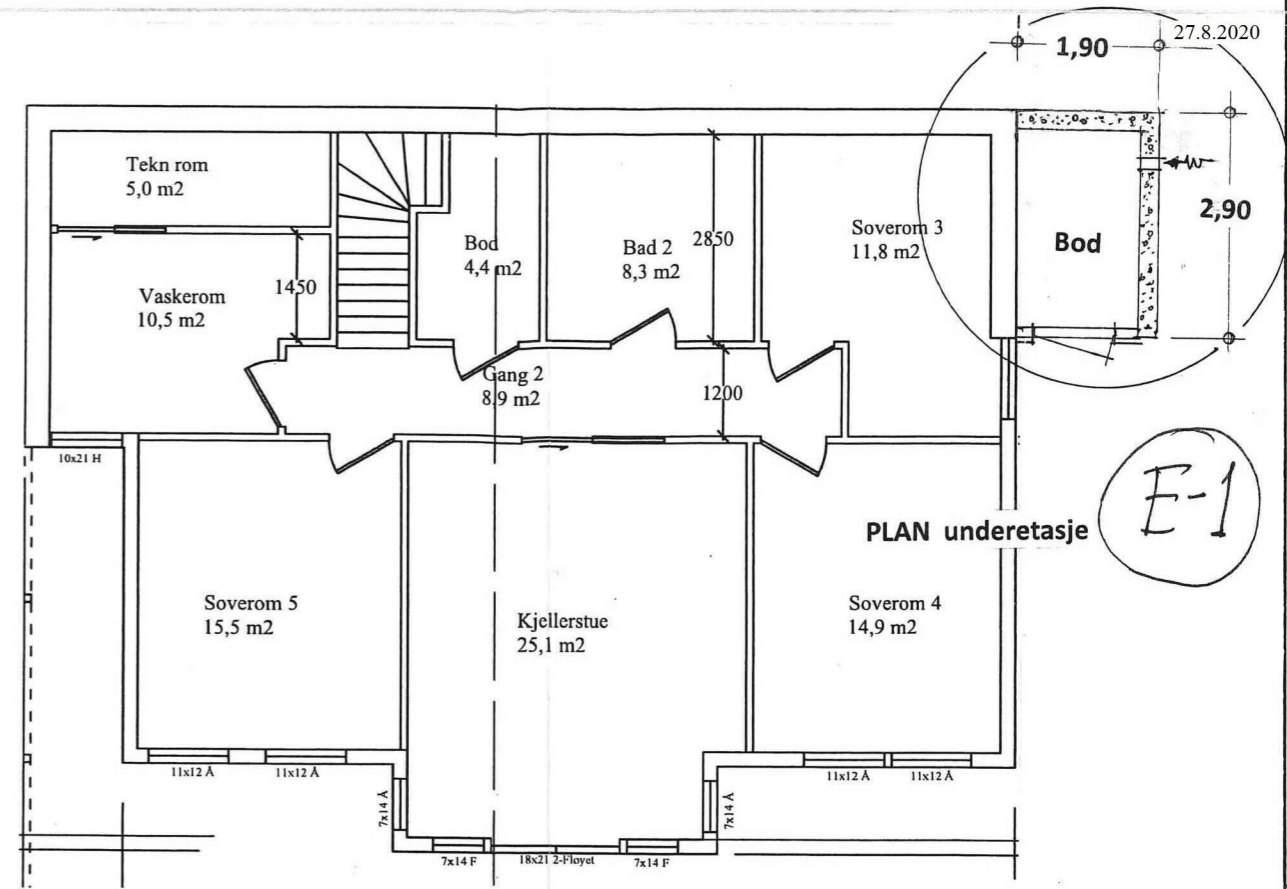 27.8.2020
1,90
2,90
Tekn rom
5,0 m2
Vaskerom
10,5 m2
1450
Bod
4,4 m2
Bad 2
8,3 m2
2850
Soverom 3
11,8 m2
Bod
Gang 2
8,9 m2
1200
10x21 H
E-1
PLAN underetasje
Soverom 5
15,5 m2
Kjellerstue
25,1 m2
Soverom 4
14,9 m2
11x12 Å
11x12 Å
11x12 Å
11x12 Å
7x14 Å
7x14 Å
7x14 F
18x21 2-Fløyet
7x14 F